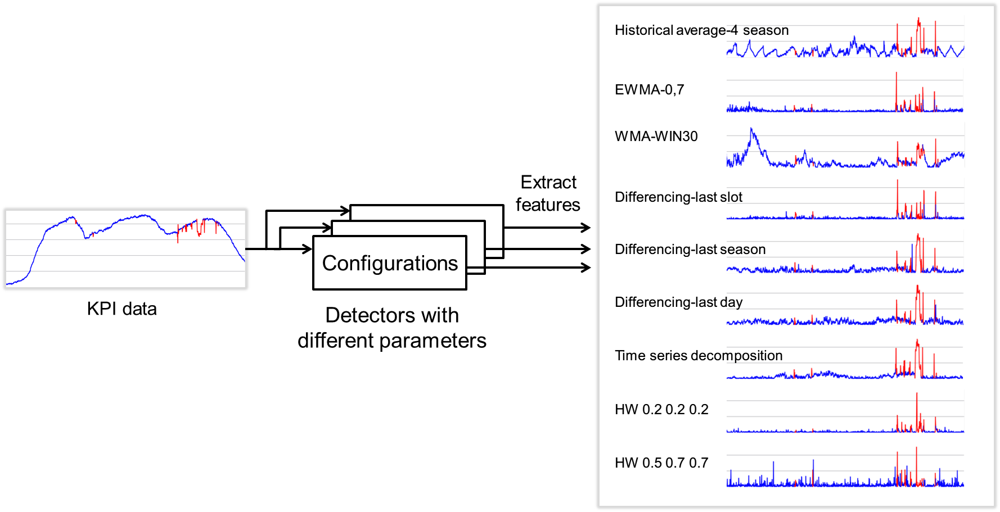 KPI data
Configurations
Detectors with
different parameters
Extract
features
Historical average-4 season
EWMA-0,7
WMA-WIN30
Differencing-last slot
Differencing-last season
Differencing-last day
Time series decomposition
HW 0.2 0.2 0.2
HW 0.5 0.7 0.7